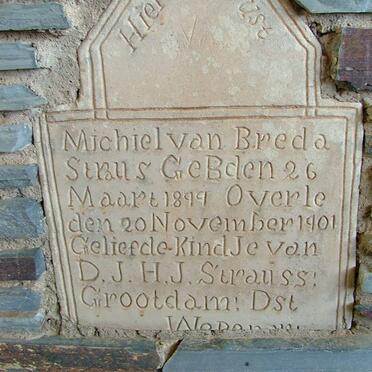 Hier Rust
Michiel van Breda
Straus GeBden 26
Maart 1899 Overle
den 20 November 1901
Geliefde Kind Je van
D.J.H.J. Strauss:
Grootdam: Dst